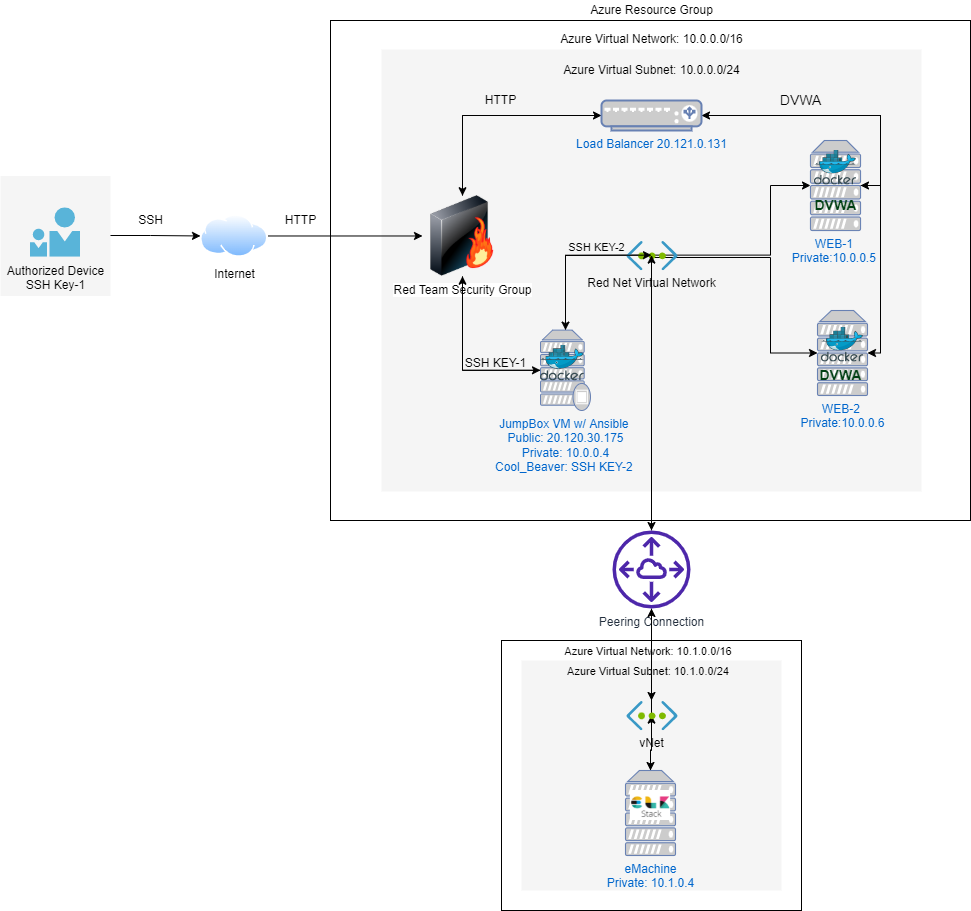 Azure Resource Group
Azure Virtual Network: 10.0.0.0/16
Azure Virtual Subnet: 10.0.0.0/24
HTTP
DVWA
Load Balancer 20.121.0.131
docker
DVWA
WEB-1
Private:10.0.0.5
SSH
HTTP
Authorized Device
SSH Key-1
Internet
Red Team Security Group
SSH KEY-2
Red Net Virtual Network
SSH KEY-1
docker
JumpBox VM w/ Ansible
Public: 20.120.30.175
Private: 10.0.0.4
Cool_Beaver: SSH KEY-2
docker
DVWA
WEB-2
Private:10.0.0.6
Peering Connection
Azure Virtual Network: 10.1.0.0/16
Azure Virtual Subnet: 10.1.0.0/24
vNet
ELK
Stack
eMachine
Private: 10.1.0.4